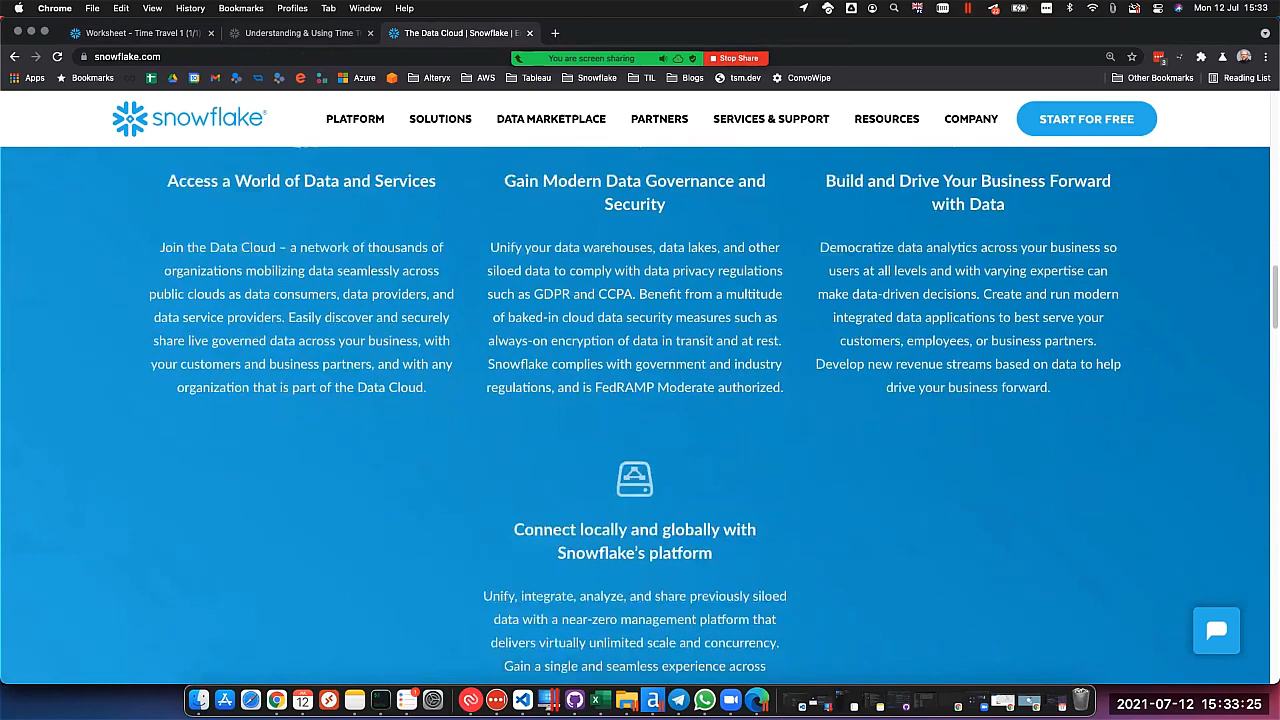 Chrome File Edit View History Bookmarks Profiles Tab Window Help Mon 12 Jul 15:33
Worksheet - Time Travel 1 (1/1)
Understanding & Using Time T
The Data Cloud | Snowflake | E
snowflake.com
You are screen sharing
Stop Share
Apps Bookmarks Azure Alteryx AWS Tableau Snowflake TIL Blogs tsm.dev ConvoWipe Other Bookmarks Reading List
snowflake®
PLATFORM SOLUTIONS DATA MARKETPLACE PARTNERS SERVICES & SUPPORT RESOURCES COMPANY START FOR FREE
Access a World of Data and Services
Join the Data Cloud – a network of thousands of
organizations mobilizing data seamlessly across
public clouds as data consumers, data providers, and
data service providers. Easily discover and securely
share live governed data across your business, with
your customers and business partners, and with any
organization that is part of the Data Cloud.
Gain Modern Data Governance and
Security
Unify your data warehouses, data lakes, and other
siloed data to comply with data privacy regulations
such as GDPR and CCPA. Benefit from a multitude
of baked-in cloud data security measures such as
always-on encryption of data in transit and at rest.
Snowflake complies with government and industry
regulations, and is FedRAMP Moderate authorized.
Build and Drive Your Business Forward
with Data
Democratize data analytics across your business so
users at all levels and with varying expertise can
make data-driven decisions. Create and run modern
integrated data applications to best serve your
customers, employees, or business partners.
Develop new revenue streams based on data to help
drive your business forward.
Connect locally and globally with
Snowflake's platform
Unify, integrate, analyze, and share previously siloed
data with a near-zero management platform that
delivers virtually unlimited scale and concurrency.
Gain a single and seamless experience across
2021-07-12 15:33:25